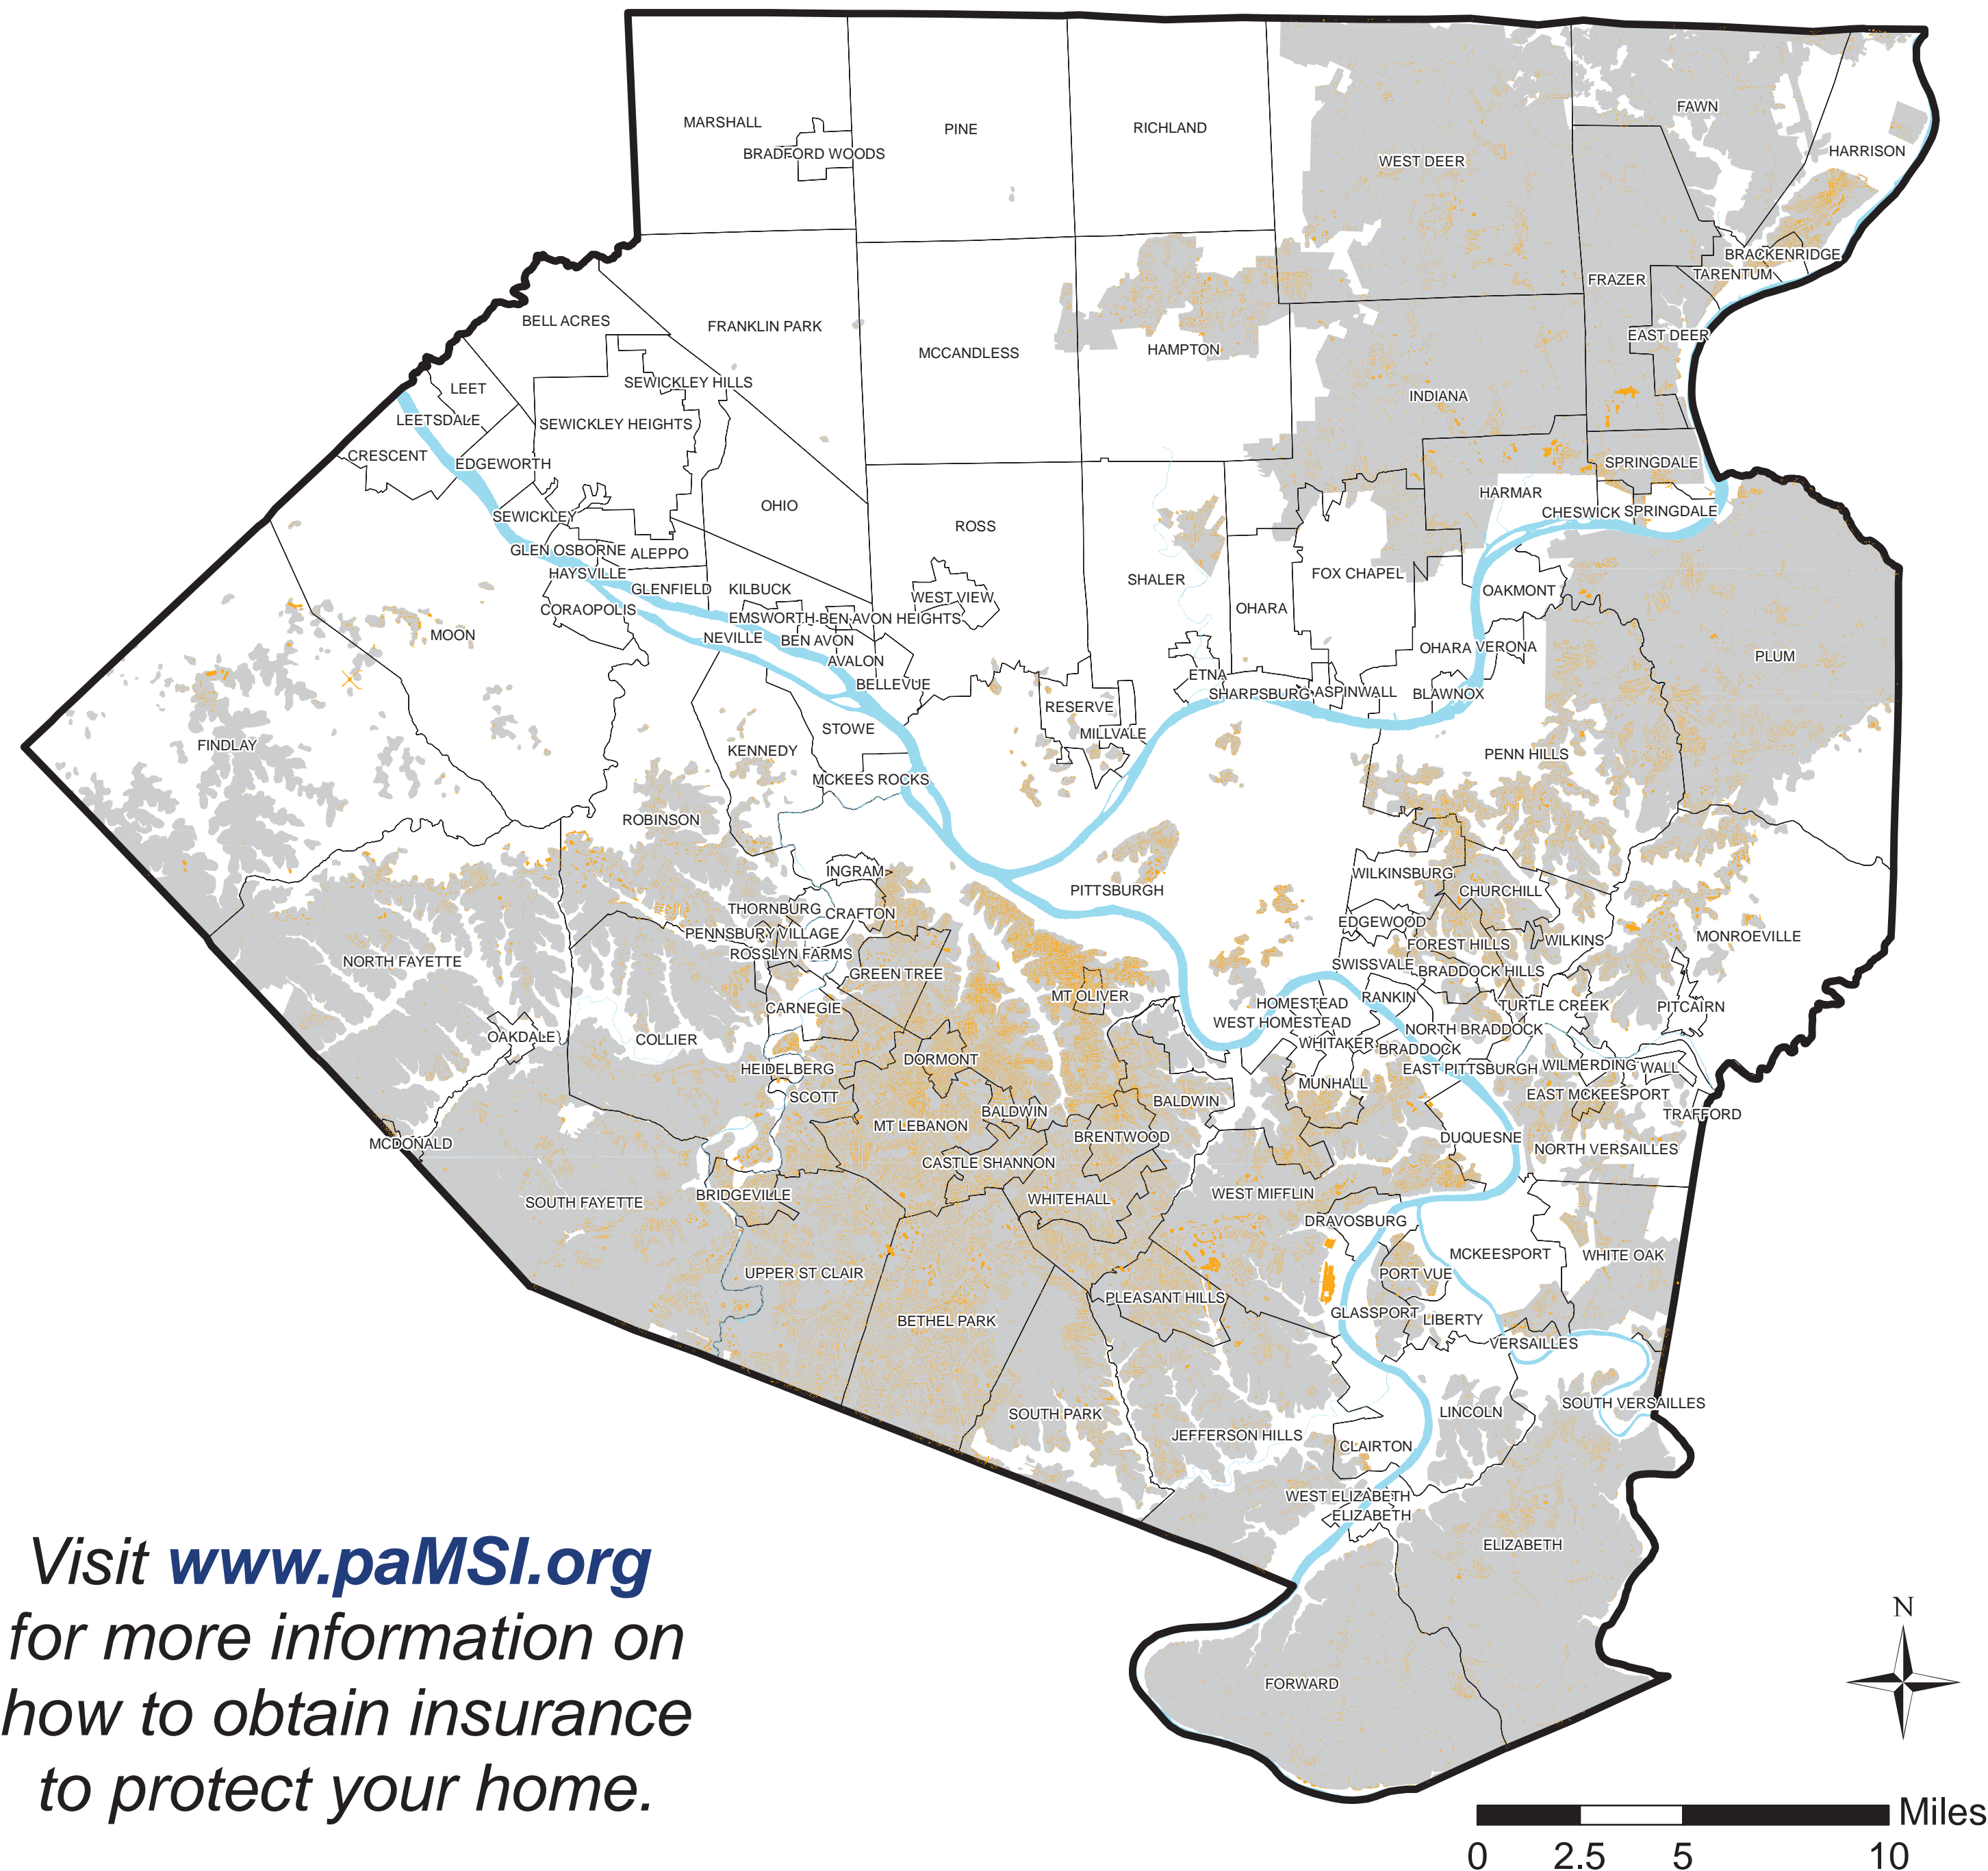 MARSHALL
PINE
RICHLAND
BRADFORD WOODS
WEST DEER
FAWN
HARRISON
BRACKENRIDGE
TARENTUM
FRAZER
EAST DEER
BELL ACRES
FRANKLIN PARK
MCCANDLESS
HAMPTON
INDIANA
LEET
SEWICKLEY HILLS
LEETSDALE
SEWICKLEY HEIGHTS
CRESCENT
EDGEWORTH
SPRINGDALE
HARMAR
CHESWICK
SPRINGDALE
OHIO
ROSS
SEWICKLEY
GLEN OSBORNE
ALEPPO
HAYSVILLE
GLENFIELD
KILBUCK
WEST VIEW
SHALER
FOX CHAPEL
OAKMONT
CORAOPOLIS
EMSWORTH
BEN AVON HEIGHTS
OHARA
MOON
NEVILLE
BEN AVON
AVALON
OHARA
VERONA
PLUM
BELLEVUE
ETNA
SHARPSBURG
ASPINWALL
BLAWNOX
RESERVE
STOWE
MILLVALE
FINDLAY
KENNEDY
PENN HILLS
MCKEES ROCKS
ROBINSON
INGRAM
PITTSBURGH
WILKINSBURG
CHURCHILL
THORNBURG
CRAFTON
EDGEWOOD
PENNSBURY VILLAGE
FOREST HILLS
WILKINS
MONROEVILLE
ROSSLYN FARMS
NORTH FAYETTE
GREEN TREE
SWISSVALE
BRADDOCK HILLS
MT OLIVER
HOMESTEAD
RANKIN
CARNEGIE
TURTLE CREEK
PITCAIRN
WEST HOMESTEAD
NORTH BRADDOCK
OAKDALE
COLLIER
WHITAKER
BRADDOCK
DORMONT
EAST PITTSBURGH
WILMERDING
WALL
HEIDELBERG
MUNHALL
SCOTT
BALDWIN
EAST MCKEESPORT
BALDWIN
TRAFFORD
MT LEBANON
MCDONALD
BRENTWOOD
DUQUESNE
NORTH VERSAILLES
CASTLE SHANNON
BRIDGEVILLE
WHITEHALL
WEST MIFFLIN
SOUTH FAYETTE
DRAVOSBURG
MCKEESPORT
WHITE OAK
UPPER ST CLAIR
PORT VUE
PLEASANT HILLS
GLASSPORT
LIBERTY
BETHEL PARK
VERSAILLES
SOUTH VERSAILLES
SOUTH PARK
LINCOLN
JEFFERSON HILLS
CLAIRTON
WEST ELIZABETH
ELIZABETH
ELIZABETH
FORWARD
Visit www.paMSI.org
for more information on
how to obtain insurance
to protect your home.
N
Miles
0 2.5 5 10